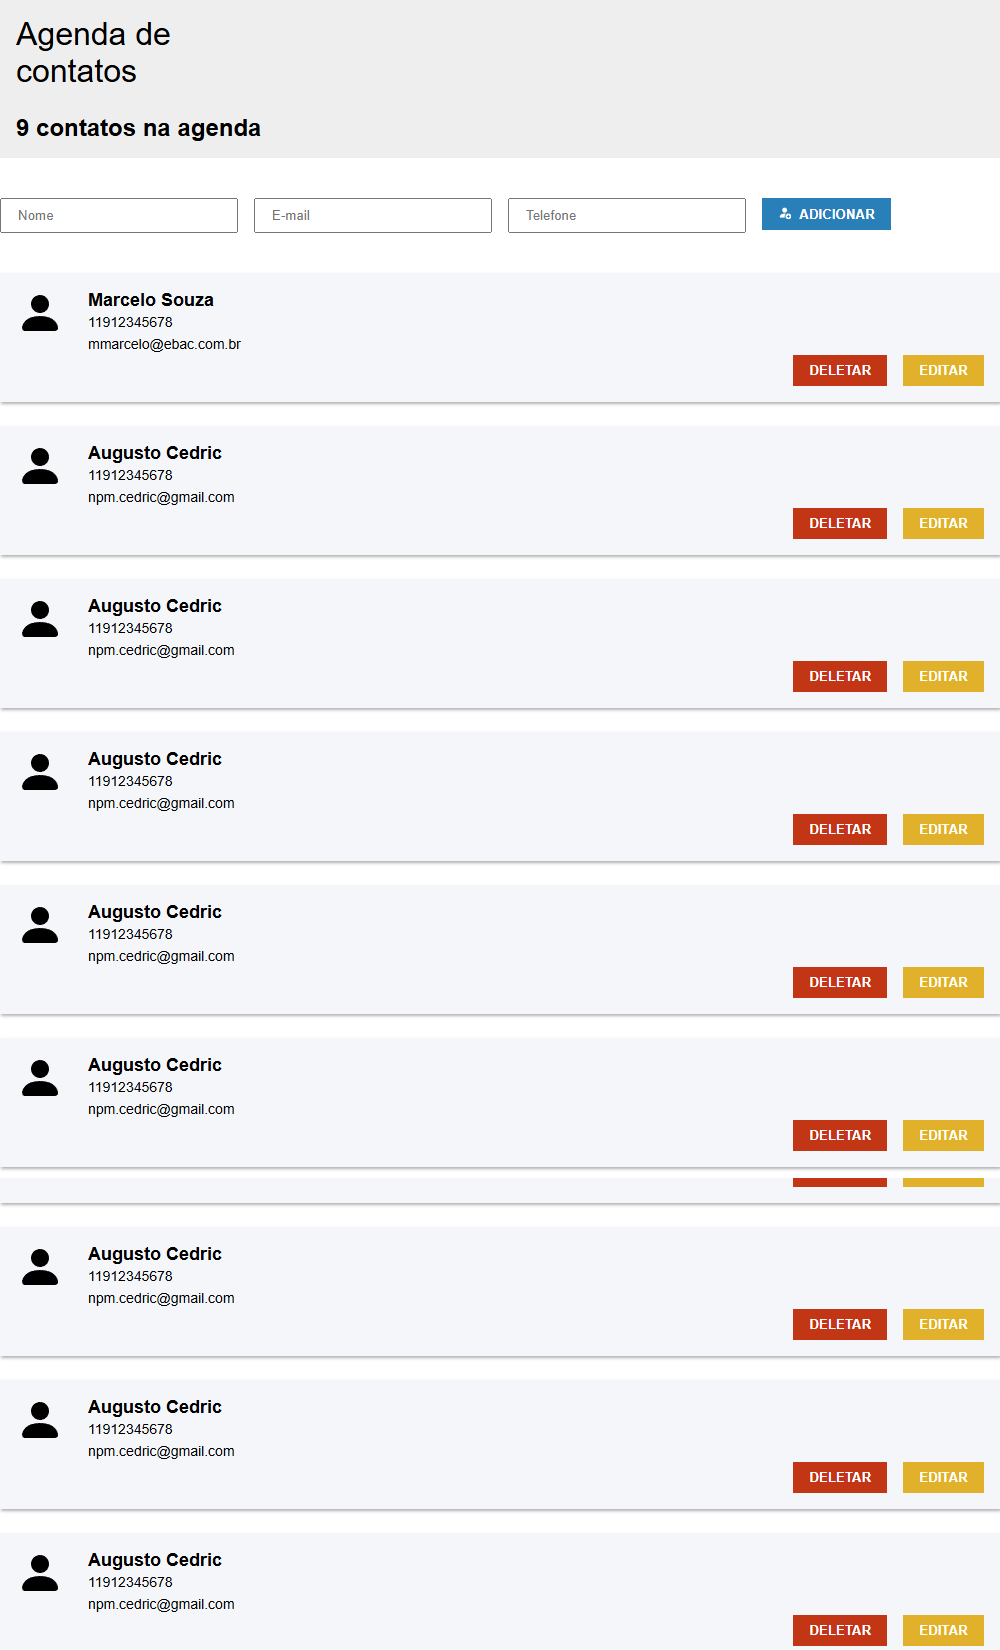 Agenda de
contatos
9 contatos na agenda
Nome E-mail Telefone ADICIONAR
Marcelo Souza
11912345678
mmarcelo@ebac.com.br
DELETAR EDITAR
Augusto Cedric
11912345678
npm.cedric@gmail.com
DELETAR EDITAR
Augusto Cedric
11912345678
npm.cedric@gmail.com
DELETAR EDITAR
Augusto Cedric
11912345678
npm.cedric@gmail.com
DELETAR EDITAR
Augusto Cedric
11912345678
npm.cedric@gmail.com
DELETAR EDITAR
Augusto Cedric
11912345678
npm.cedric@gmail.com
DELETAR EDITAR
Augusto Cedric
11912345678
npm.cedric@gmail.com
DELETAR EDITAR
Augusto Cedric
11912345678
npm.cedric@gmail.com
DELETAR EDITAR
Augusto Cedric
11912345678
npm.cedric@gmail.com
DELETAR EDITAR